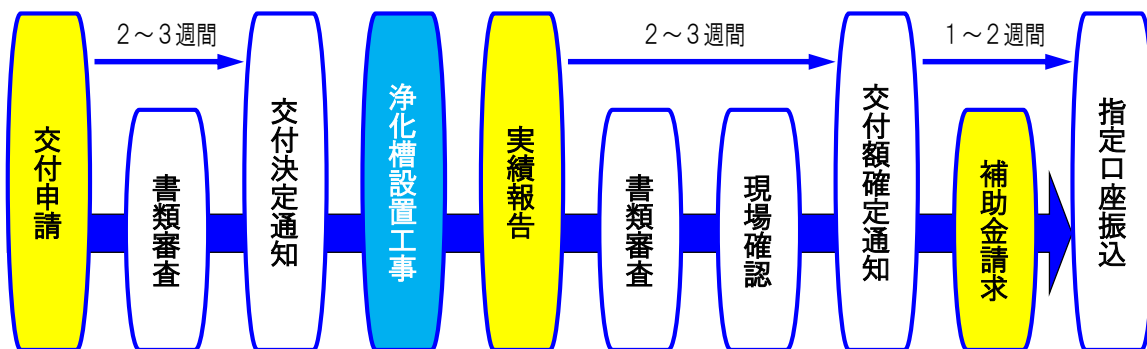 2～3週間
2～3週間
1～2週間
交付申請
書類審査
交付決定通知
浄化槽設置工事
実績報告
書類審査
現場確認
交付額確定通知
補助金請求
指定口座振込